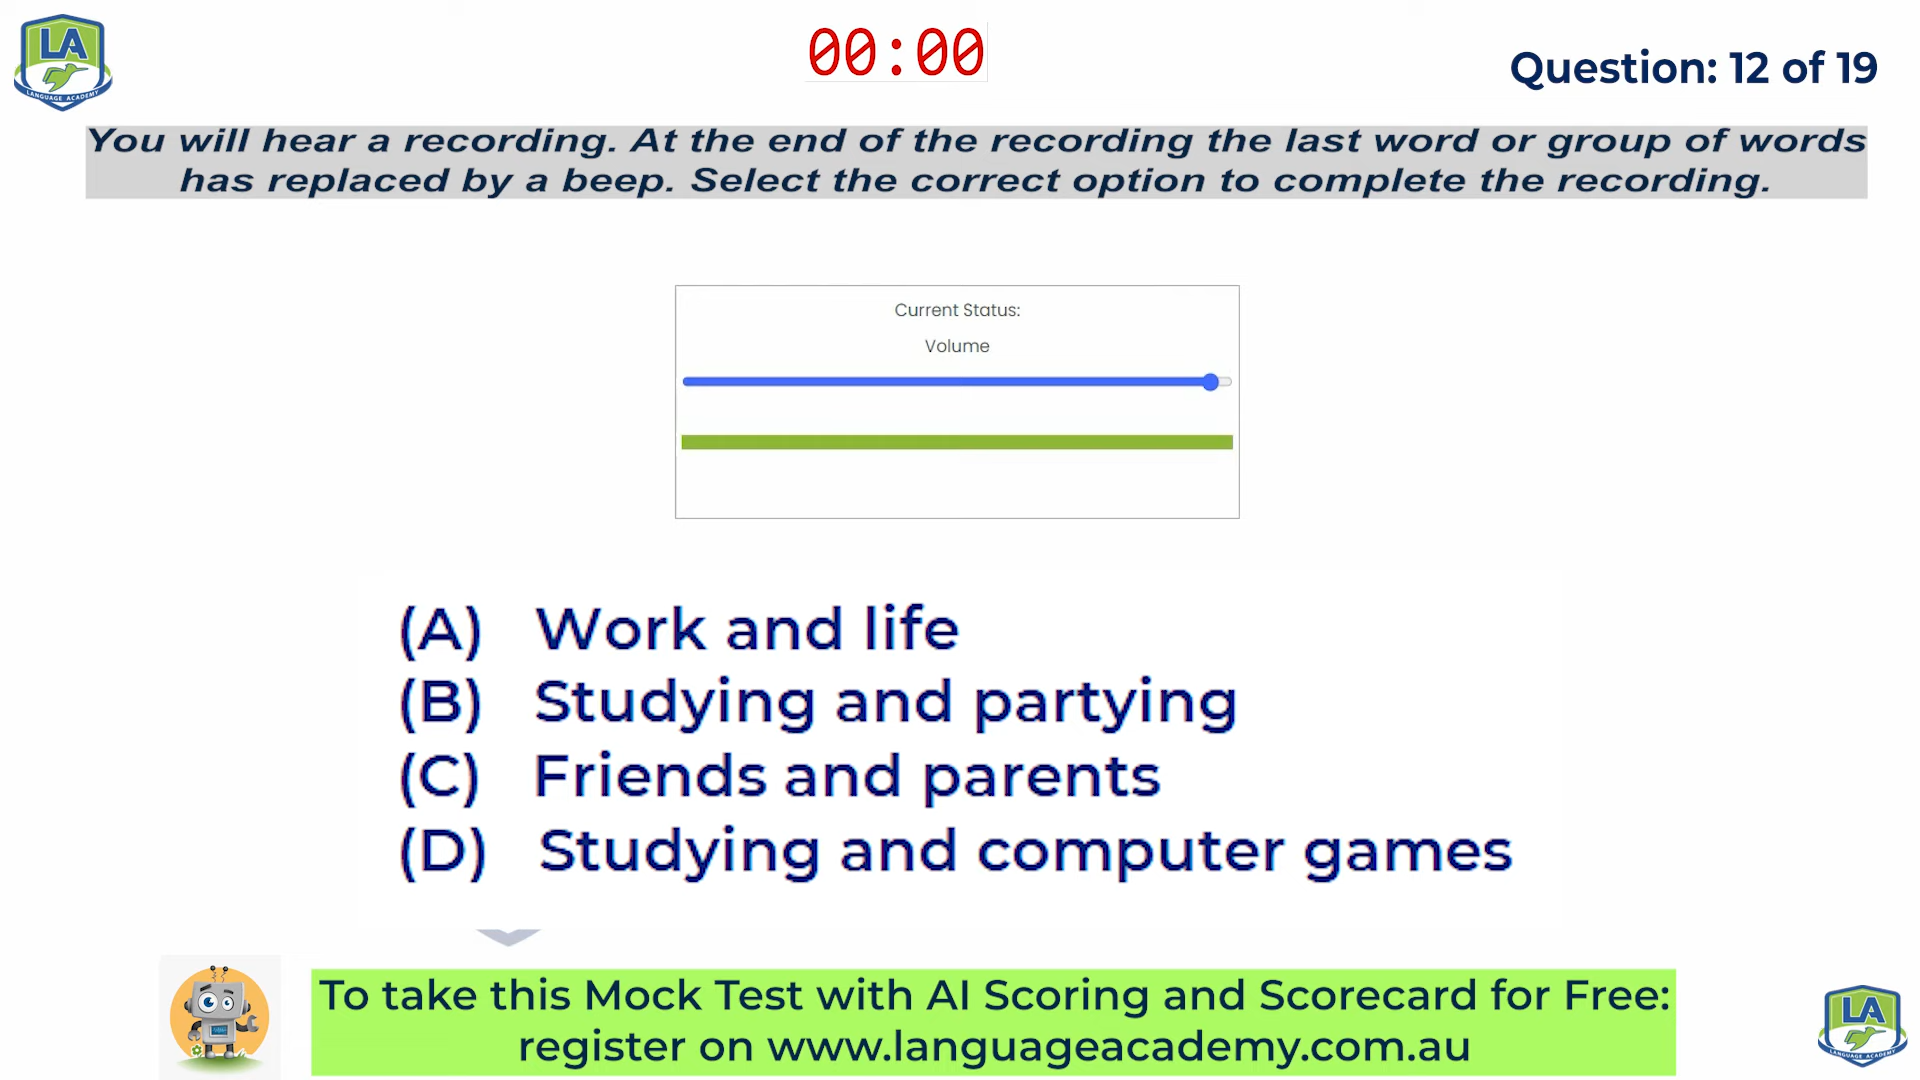 LA
LANGUAGE ACADEMY
00:00
Question: 12 of 19
You will hear a recording. At the end of the recording the last word or group of words
has replaced by a beep. Select the correct option to complete the recording.
Current Status:
Volume
(A) Work and life
(B) Studying and partying
(C) Friends and parents
(D) Studying and computer games
To take this Mock Test with AI Scoring and Scorecard for Free:
register on www.languageacademy.com.au
LA
LANGUAGE ACADEMY